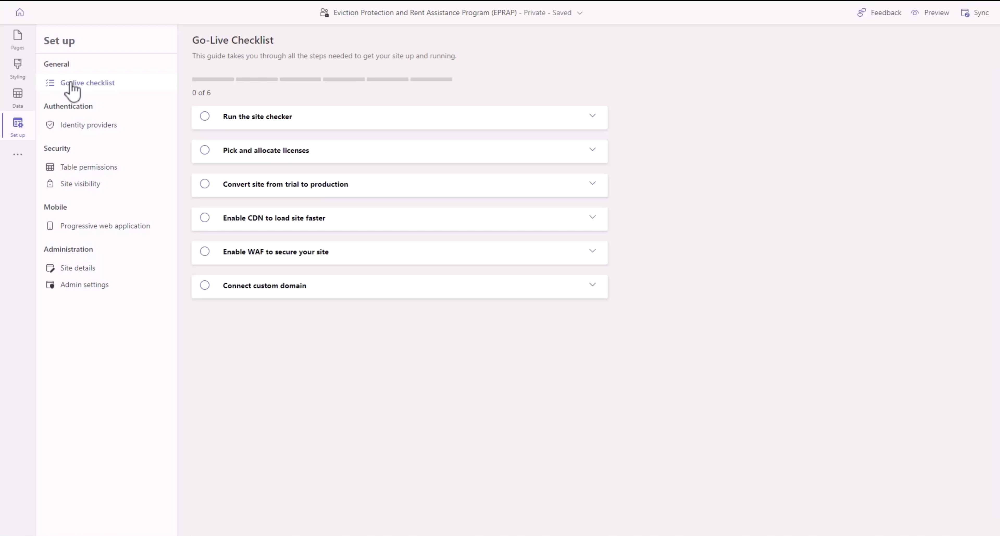 Eviction Protection and Rent Assistance Program (EPRAP) - Private - Saved
Feedback
Preview
Sync
Pages
Styling
Data
Set up
Set up
General
Go-live checklist
Authentication
Identity providers
Security
Table permissions
Site visibility
Mobile
Progressive web application
Administration
Site details
Admin settings
Go-Live Checklist
This guide takes you through all the steps needed to get your site up and running.
0 of 6
Run the site checker
Pick and allocate licenses
Convert site from trial to production
Enable CDN to load site faster
Enable WAF to secure your site
Connect custom domain